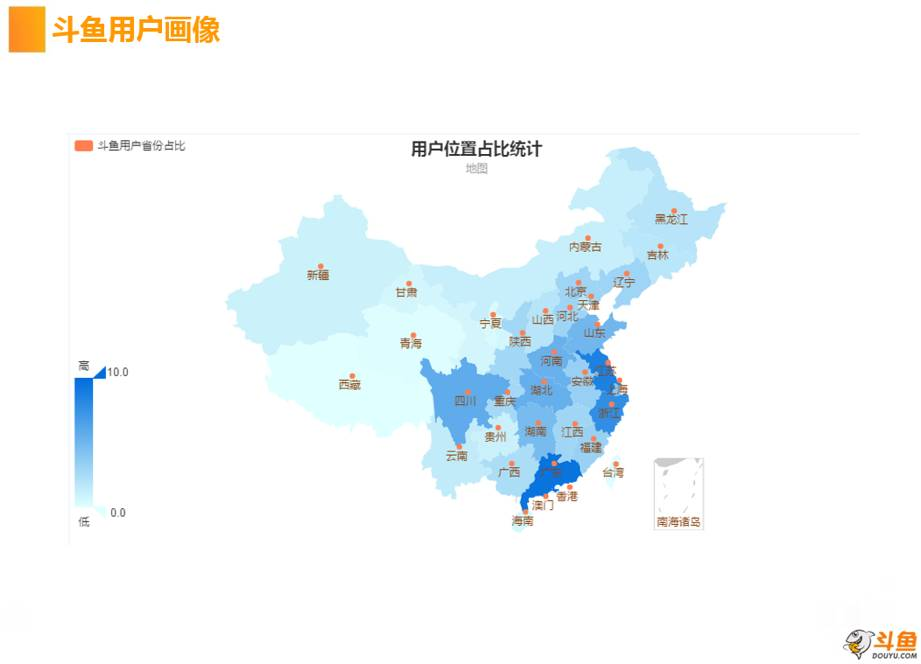 斗鱼用户画像
斗鱼用户省份占比
用户位置占比统计
地图
黑龙江
内蒙古
吉林
新疆
辽宁
甘肃
北京
天津
宁夏
山西
河北
山东
陕西
青海
河南
高
10.0
西藏
安徽
江苏
上海
四川
重庆
湖北
浙江
贵州
湖南
江西
福建
云南
广西
广东
台湾
香港
澳门
海南
0.0
低
南海诸岛
斗鱼
DOUYU.COM